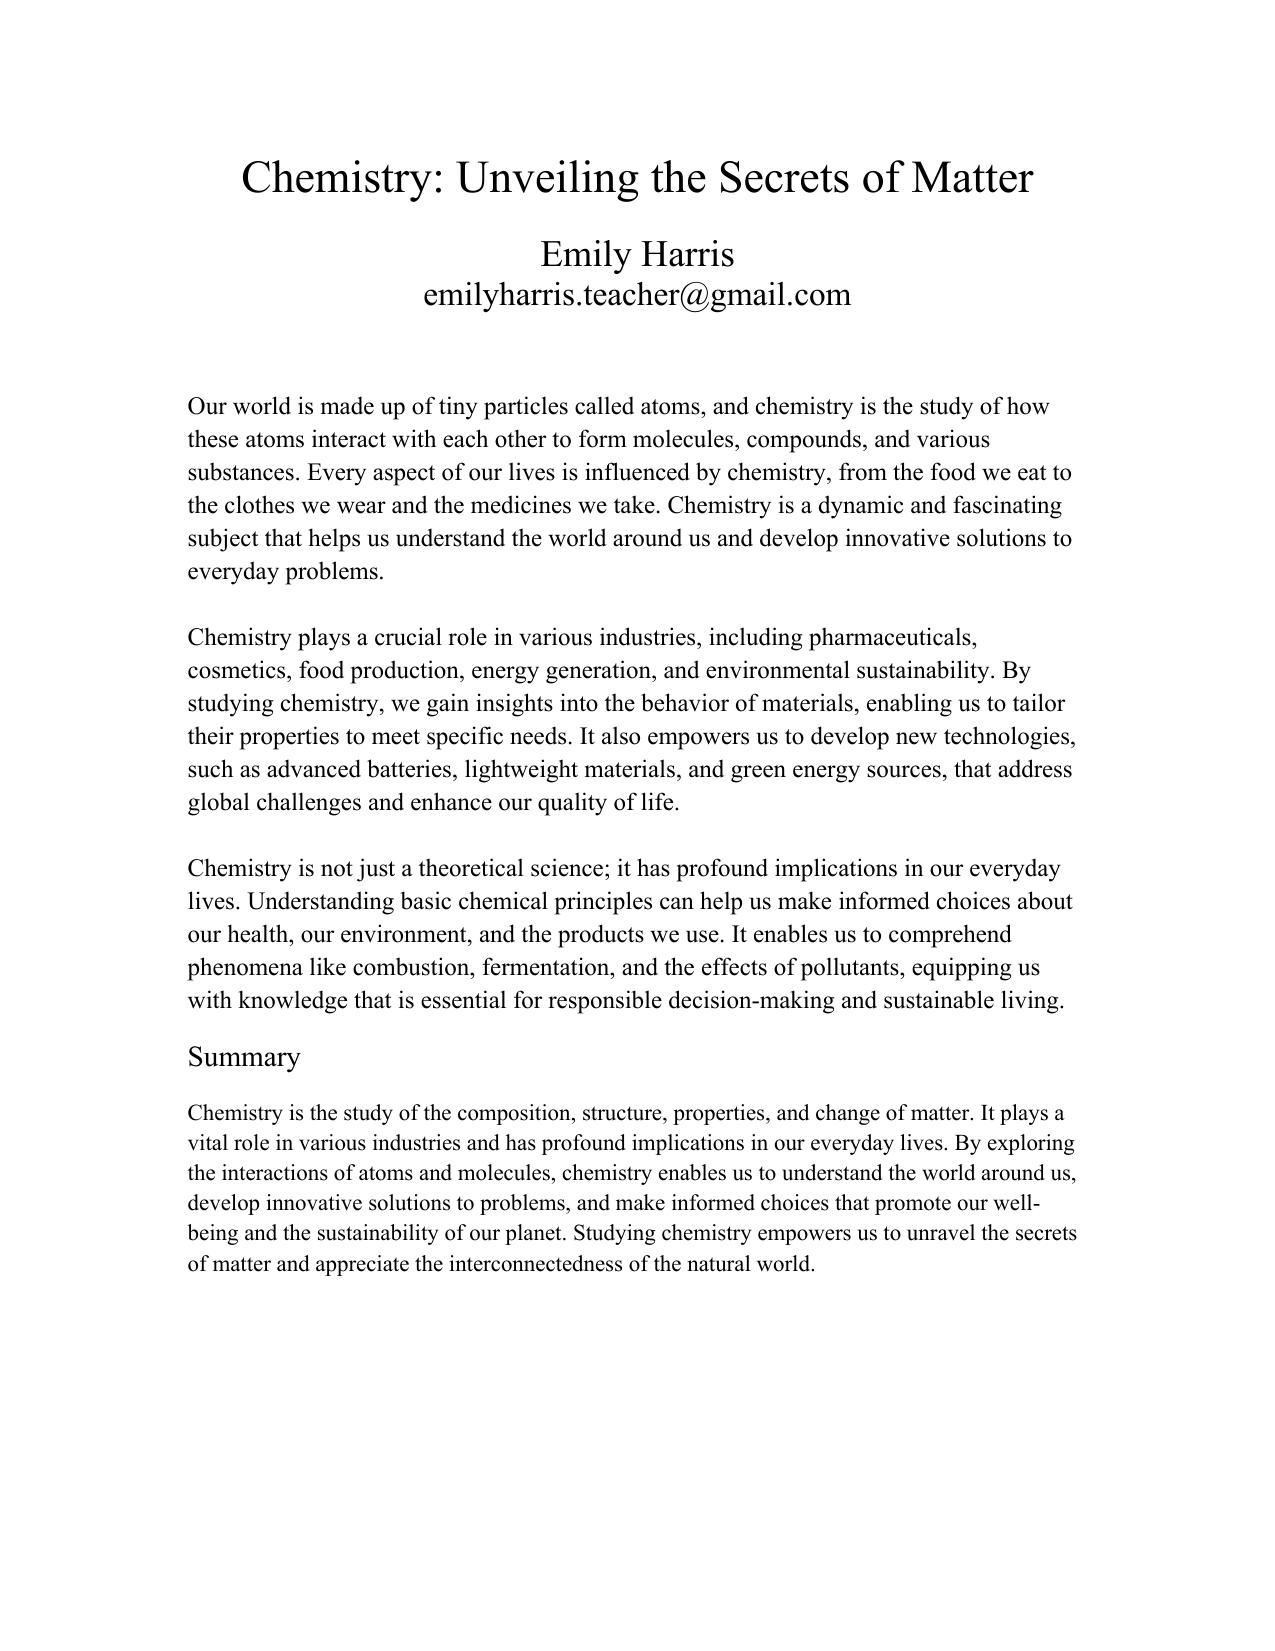 Chemistry: Unveiling the Secrets of Matter
Emily Harris
emilyharris.teacher@gmail.com
Our world is made up of tiny particles called atoms, and chemistry is the study of how
these atoms interact with each other to form molecules, compounds, and various
substances. Every aspect of our lives is influenced by chemistry, from the food we eat to
the clothes we wear and the medicines we take. Chemistry is a dynamic and fascinating
subject that helps us understand the world around us and develop innovative solutions to
everyday problems.
Chemistry plays a crucial role in various industries, including pharmaceuticals,
cosmetics, food production, energy generation, and environmental sustainability. By
studying chemistry, we gain insights into the behavior of materials, enabling us to tailor
their properties to meet specific needs. It also empowers us to develop new technologies,
such as advanced batteries, lightweight materials, and green energy sources, that address
global challenges and enhance our quality of life.
Chemistry is not just a theoretical science; it has profound implications in our everyday
lives. Understanding basic chemical principles can help us make informed choices about
our health, our environment, and the products we use. It enables us to comprehend
phenomena like combustion, fermentation, and the effects of pollutants, equipping us
with knowledge that is essential for responsible decision-making and sustainable living.
Summary
Chemistry is the study of the composition, structure, properties, and change of matter. It plays a
vital role in various industries and has profound implications in our everyday lives. By exploring
the interactions of atoms and molecules, chemistry enables us to understand the world around us,
develop innovative solutions to problems, and make informed choices that promote our well-
being and the sustainability of our planet. Studying chemistry empowers us to unravel the secrets
of matter and appreciate the interconnectedness of the natural world.